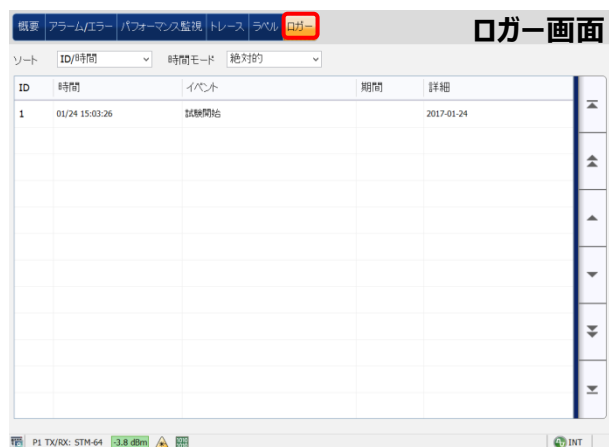 概要 アラーム/エラー パフォーマンス監視 トレース ラベル ロガー
ロガー画面
ソート ID/時間 時間モード 絶対的
ID 時間 イベント 期間 詳細
1 01/24 15:03:26 試験開始 2017-01-24
P1 TX/RX: STM-64 -3.8 dBm INT